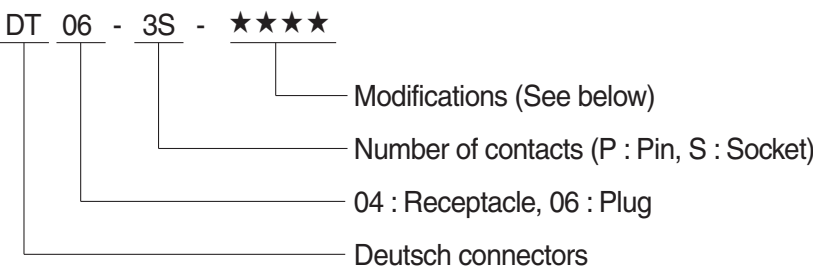 DT 06 - 3S - ★★★★
Modifications (See below)
Number of contacts (P : Pin, S : Socket)
04 : Receptacle, 06 : Plug
Deutsch connectors